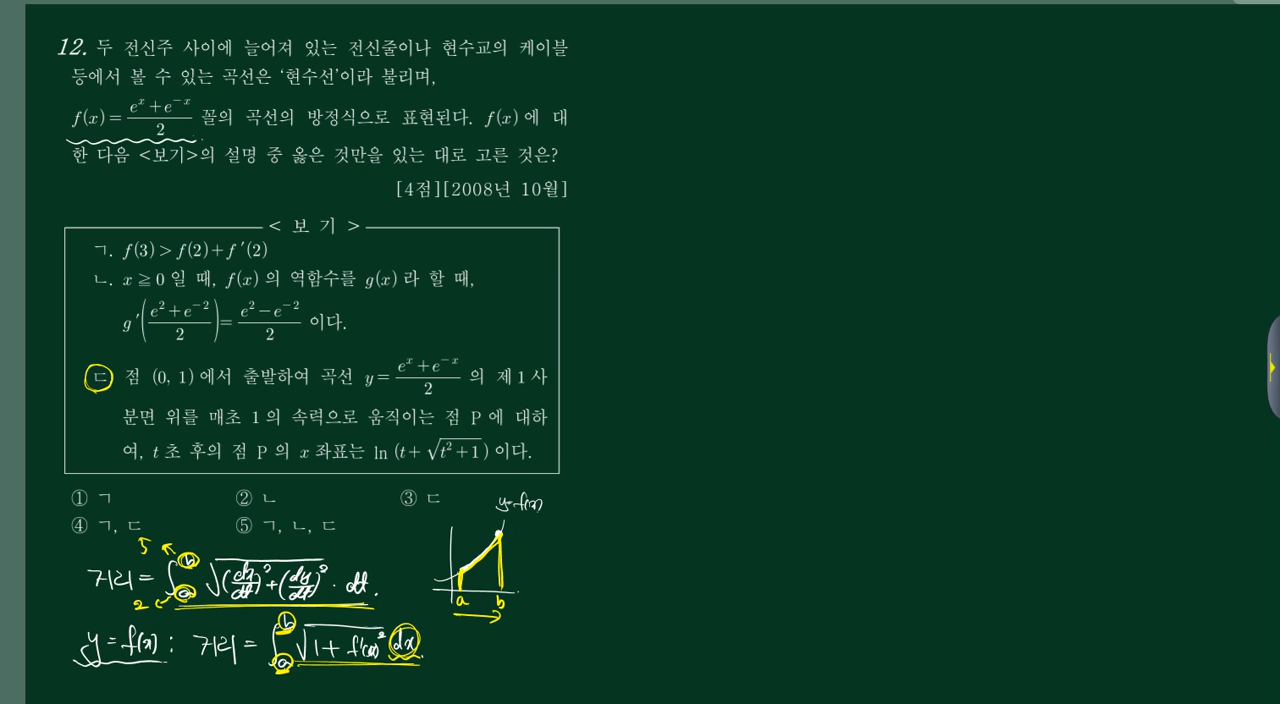 12. 두 전신주 사이에 늘어져 있는 전신줄이나 현수교의 케이블
등에서 볼 수 있는 곡선은 ‘현수선’이라 불리며,
f(x)=\frac{e^x+e^{-x}}{2} 꼴의 곡선의 방정식으로 표현된다. f(x)에 대
한 다음 <보기>의 설명 중 옳은 것만을 있는 대로 고른 것은?
[4점][2008년 10월]
< 보 기 >
ㄱ. f(3)>f(2)+f′(2)
ㄴ. x≧0일 때, f(x)의 역함수를 g(x)라 할 때,
g′(\frac{e^2+e^{-2}}{2})=\frac{e^2-e^{-2}}{2} 이다.
ㄷ 점 (0, 1)에서 출발하여 곡선 y=\frac{e^x+e^{-x}}{2} 의 제1사
분면 위를 매초 1의 속력으로 움직이는 점 P에 대하
여, t초 후의 점 P의 x좌표는 ln(t+√(t²+1))이다.
① ㄱ ② ㄴ ③ ㄷ
④ ㄱ, ㄷ ⑤ ㄱ, ㄴ, ㄷ
y=f(x)
a b
5
거리 = ∫_a^b √((dx/dt)²+(dy/dt)²) · dt.
2
y=f(x) : 거리 = ∫_a^b √(1+f′(x)²) dx.